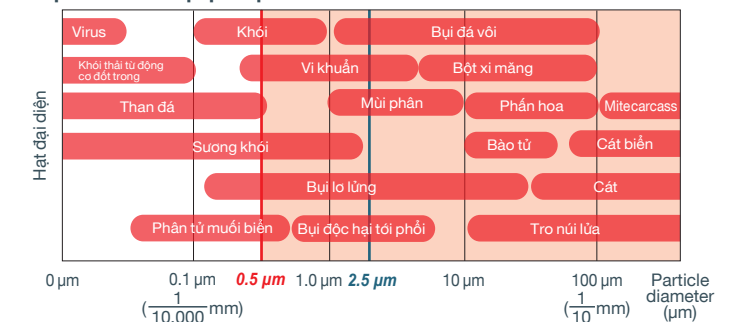 Virus
Khói
Bụi đá vôi
Khói thải từ động
cơ đốt trong
Vi khuẩn
Bột xi măng
Than đá
Mùi phân
Phấn hoa
Mitecarcass
Sương khói
Bào tử
Cát biển
Bụi lơ lửng
Cát
Phân tử muối biển
Bụi độc hại tới phổi
Tro núi lửa
Hạt đại diện
0 µm
0.1 µm
0.5 µm
1.0 µm
2.5 µm
10 µm
100 µm
Particle
diameter
(µm)
(1/10,000 mm)
(1/10 mm)